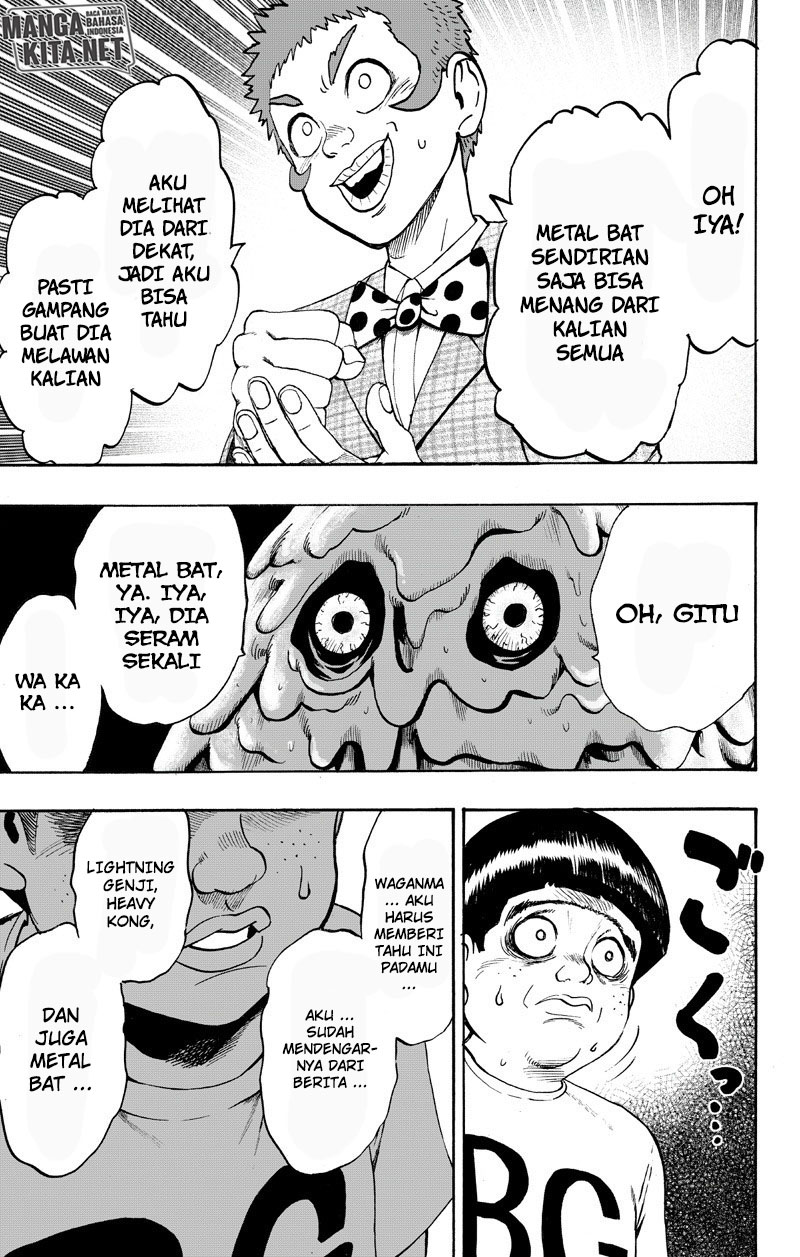 MANGA
KITA.NET
BACA MANGA
BAHASA
INDONESIA
OH
IYA!
METAL BAT
SENDIRIAN
SAJA BISA
MENANG DARI
KALIAN
SEMUA
AKU
MELIHAT
DIA DARI
DEKAT,
JADI AKU
BISA
TAHU
PASTI
GAMPANG
BUAT DIA
MELAWAN
KALIAN
OH, GITU
METAL BAT,
YA. IYA,
IYA, DIA
SERAM
SEKALI
WA KA
KA ...
ごくっ...
BG
WAGANMA
... AKU
HARUS
MEMBERI
TAHU INI
PADAMU
...
AKU ...
SUDAH
MENDENGAR-
NYA DARI
BERITA ...
LIGHTNING
GENJI,
HEAVY
KONG,
DAN
JUGA
METAL
BAT ...
G